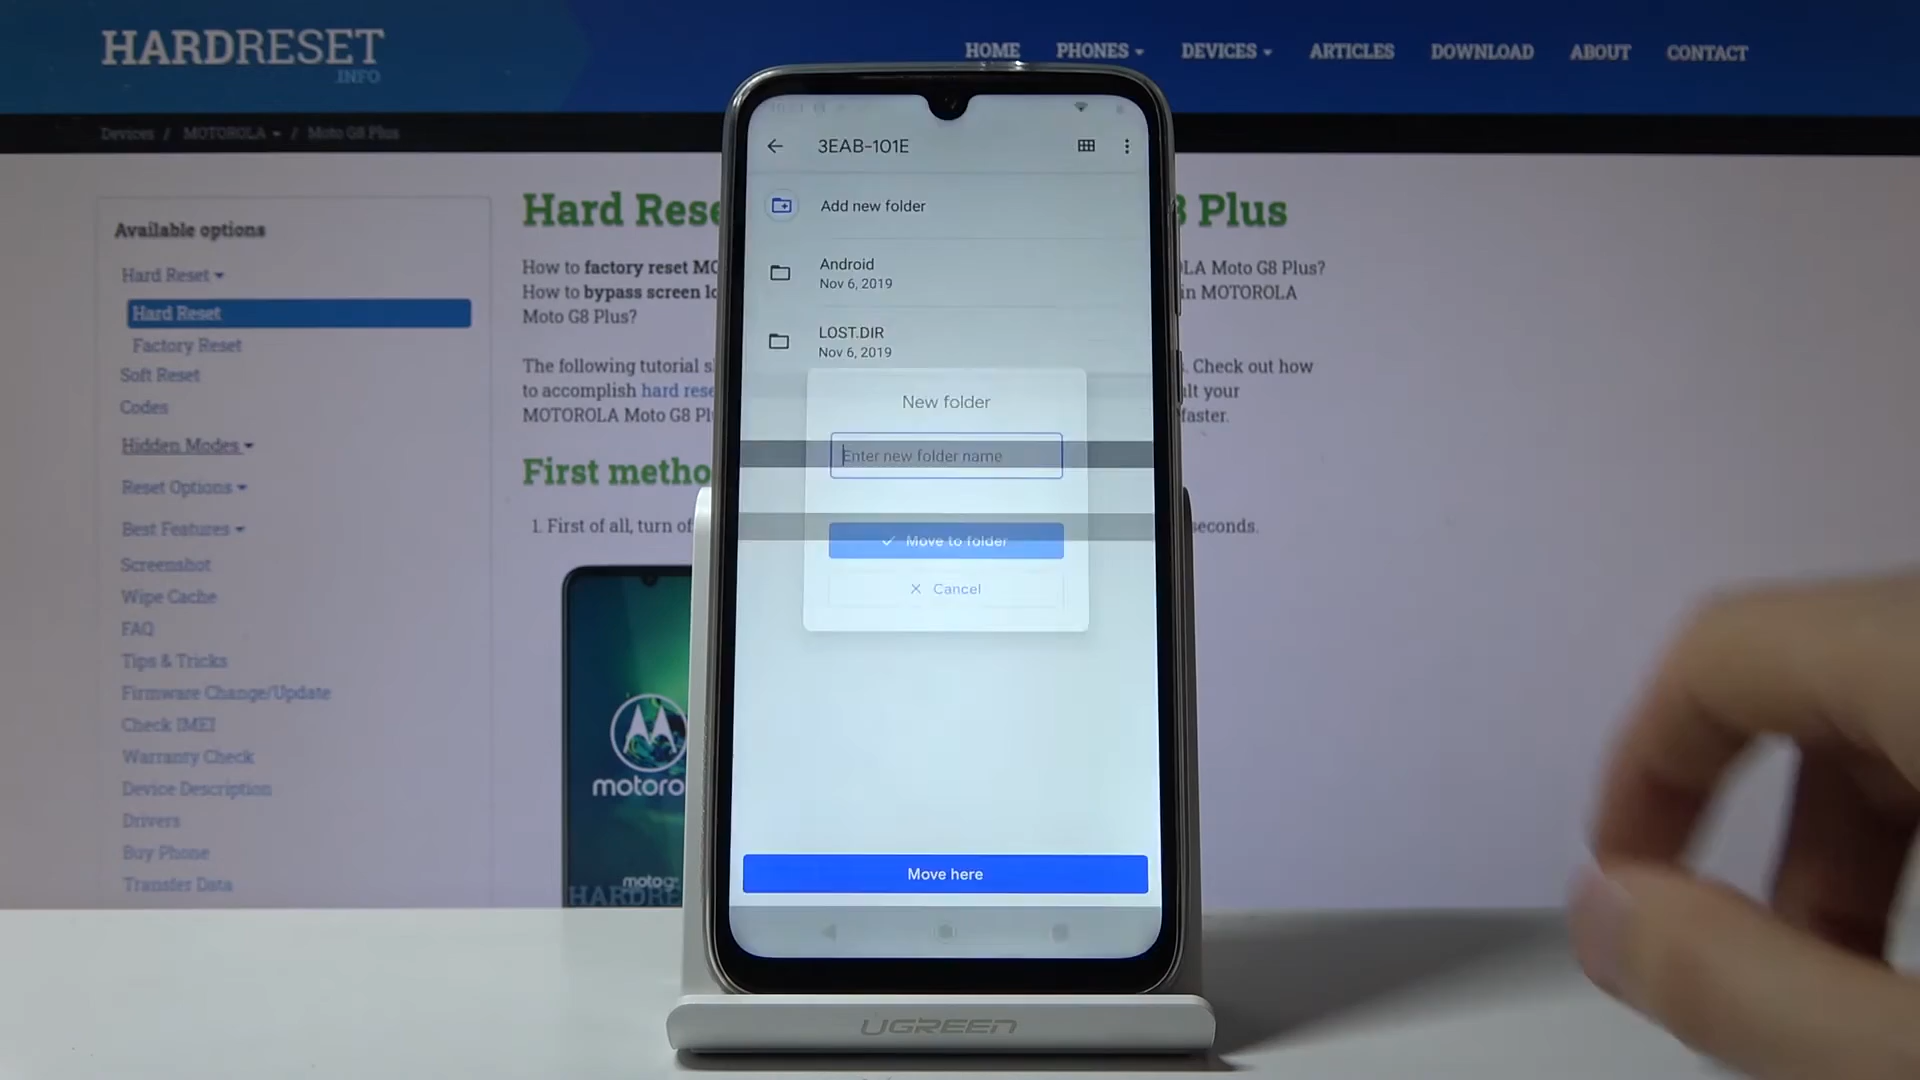 HARDRESET
.INFO
HOME PHONES DEVICES ARTICLES DOWNLOAD ABOUT CONTACT
Devices / MOTOROLA / Moto G8 Plus
Available options
Hard Reset
Hard Reset
Factory Reset
Soft Reset
Codes
Hidden Modes
Reset Options
Best Features
Screenshot
Wipe Cache
FAQ
Tips & Tricks
Firmware Change/Update
Check IMEI
Warranty Check
Device Description
Drivers
Buy Phone
Transfer Data
Hard Rese
8 Plus
How to factory reset MO
LA Moto G8 Plus?
How to bypass screen lo
in MOTOROLA
Moto G8 Plus?
The following tutorial s
. Check out how
to accomplish hard rese
lt your
MOTOROLA Moto G8 Pl
faster.
First metho
1. First of all, turn of
seconds.
motoro
moto g
HARDRE
3EAB-101E
Add new folder
Android
Nov 6, 2019
LOST.DIR
Nov 6, 2019
New folder
Enter new folder name
Move to folder
Cancel
Move here
UGREEN